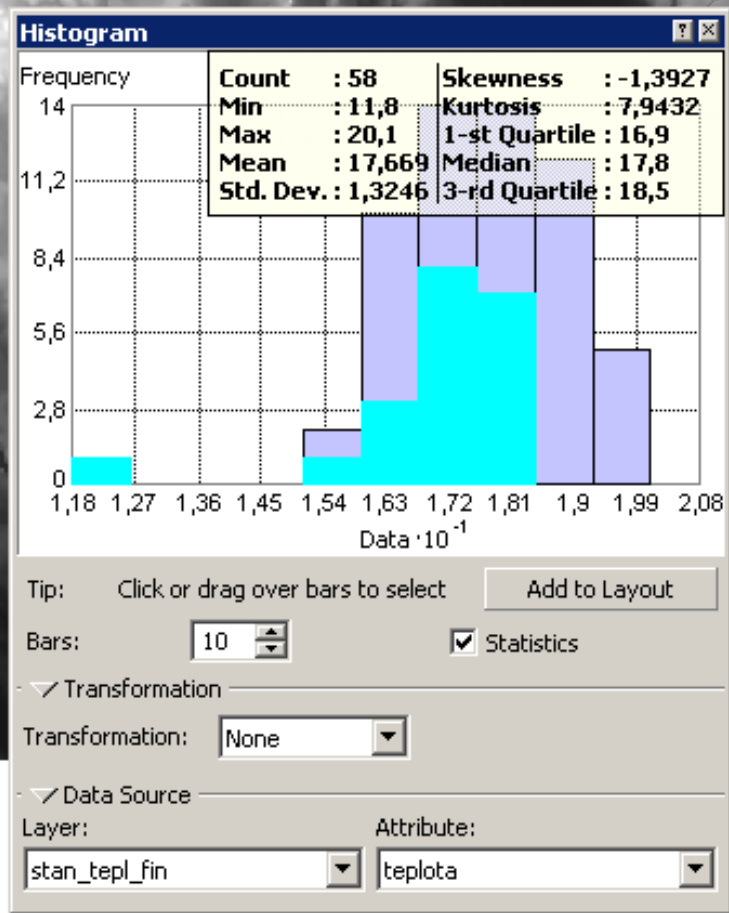 Histogram
Frequency
Count : 58 Skewness : -1,3927
Min : 11,8 Kurtosis : 7,9432
Max : 20,1 1-st Quartile : 16,9
Mean : 17,669 Median : 17,8
Std. Dev. : 1,3246 3-rd Quartile : 18,5
14
11,2
8,4
5,6
2,8
0
1,18 1,27 1,36 1,45 1,54 1,63 1,72 1,81 1,9 1,99 2,08
Data ·10⁻¹
Tip: Click or drag over bars to select Add to Layout
Bars: 10 Statistics
Transformation
Transformation: None
Data Source
Layer: Attribute:
stan_tepl_fin teplota